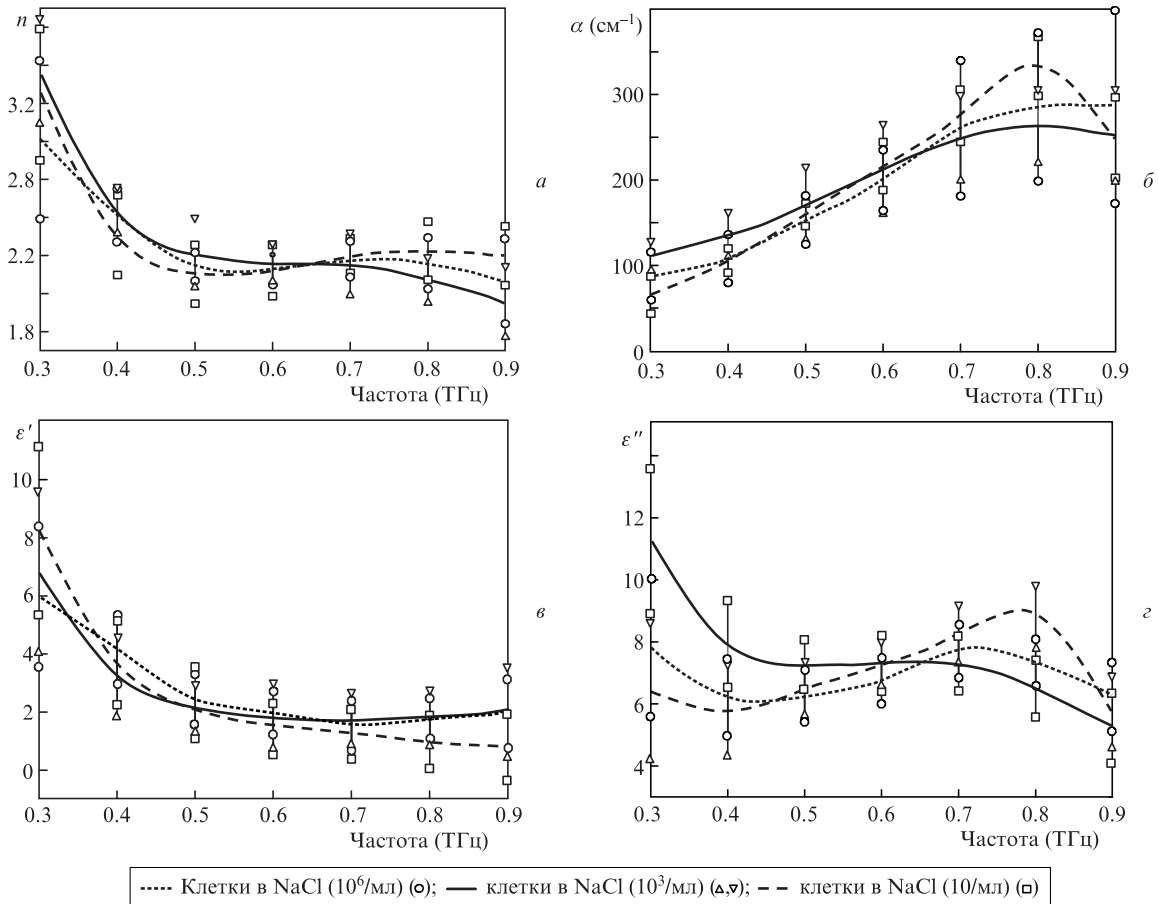 n
3.2
2.8
2.2
1.8
0.3 0.4 0.5 0.6 0.7 0.8 0.9
Частота (ТГц)
а
α (см–1)
300
200
100
0
0.3 0.4 0.5 0.6 0.7 0.8 0.9
Частота (ТГц)
б
ε′
10
8
6
4
2
0
0.3 0.4 0.5 0.6 0.7 0.8 0.9
Частота (ТГц)
в
ε″
12
10
8
6
4
0.3 0.4 0.5 0.6 0.7 0.8 0.9
Частота (ТГц)
г
Клетки в NaCl (10⁶/мл) (○); клетки в NaCl (10³/мл) (△,▽); клетки в NaCl (10/мл) (□)